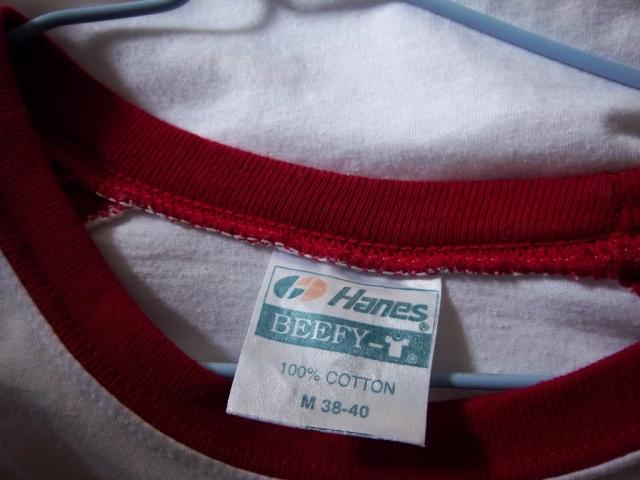 Hanes®
BEEFY-T®
100% COTTON
M 38-40